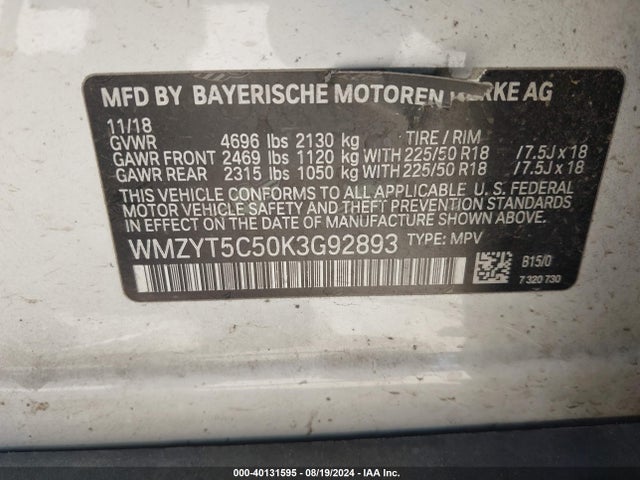 MFD BY BAYERISCHE MOTOREN WERKE AG
11/18
GVWR 4696 lbs 2130 kg TIRE / RIM
GAWR FRONT 2469 lbs 1120 kg WITH 225/50 R18 /7.5J x 18
GAWR REAR 2315 lbs 1050 kg WITH 225/50 R18 /7.5J x 18
THIS VEHICLE CONFORMS TO ALL APPLICABLE U. S. FEDERAL
MOTOR VEHICLE SAFETY AND THEFT PREVENTION STANDARDS
IN EFFECT ON THE DATE OF MANUFACTURE SHOWN ABOVE.
WMZYT5C50K3G92893 TYPE: MPV
B15/0
7 320 730
000-40131595 - 08/19/2024 - IAA Inc.